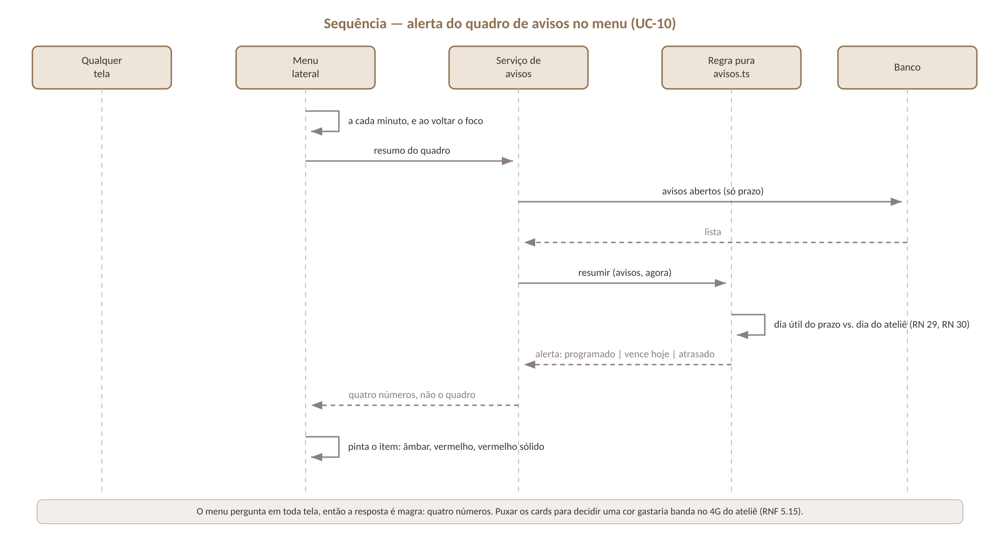 Sequência — alerta do quadro de avisos no menu (UC-10)
Qualquer
tela
Menu
lateral
Serviço de
avisos
Regra pura
avisos.ts
Banco
a cada minuto, e ao voltar o foco
resumo do quadro
avisos abertos (só prazo)
lista
resumir (avisos, agora)
dia útil do prazo vs. dia do ateliê (RN 29, RN 30)
alerta: programado | vence hoje | atrasado
quatro números, não o quadro
pinta o item: âmbar, vermelho, vermelho sólido
O menu pergunta em toda tela, então a resposta é magra: quatro números. Puxar os cards para decidir uma cor gastaria banda no 4G do ateliê (RNF 5.15).